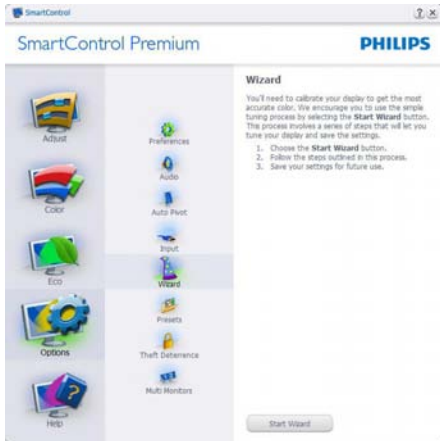 SmartControl
SmartControl Premium
PHILIPS
Adjust
Color
Eco
Options
Help
Preferences
Audio
Auto Pivot
Input
Wizard
Presets
Theft Deterrence
Multi Monitors
Wizard
You'll need to calibrate your display to get the most
accurate color. We encourage you to use the simple
tuning process by selecting the Start Wizard button.
This process involves a series of steps that will let you
tune your display and save the settings.
1. Choose the Start Wizard button.
2. Follow the steps outlined in this process.
3. Save your settings for future use.
Start Wizard